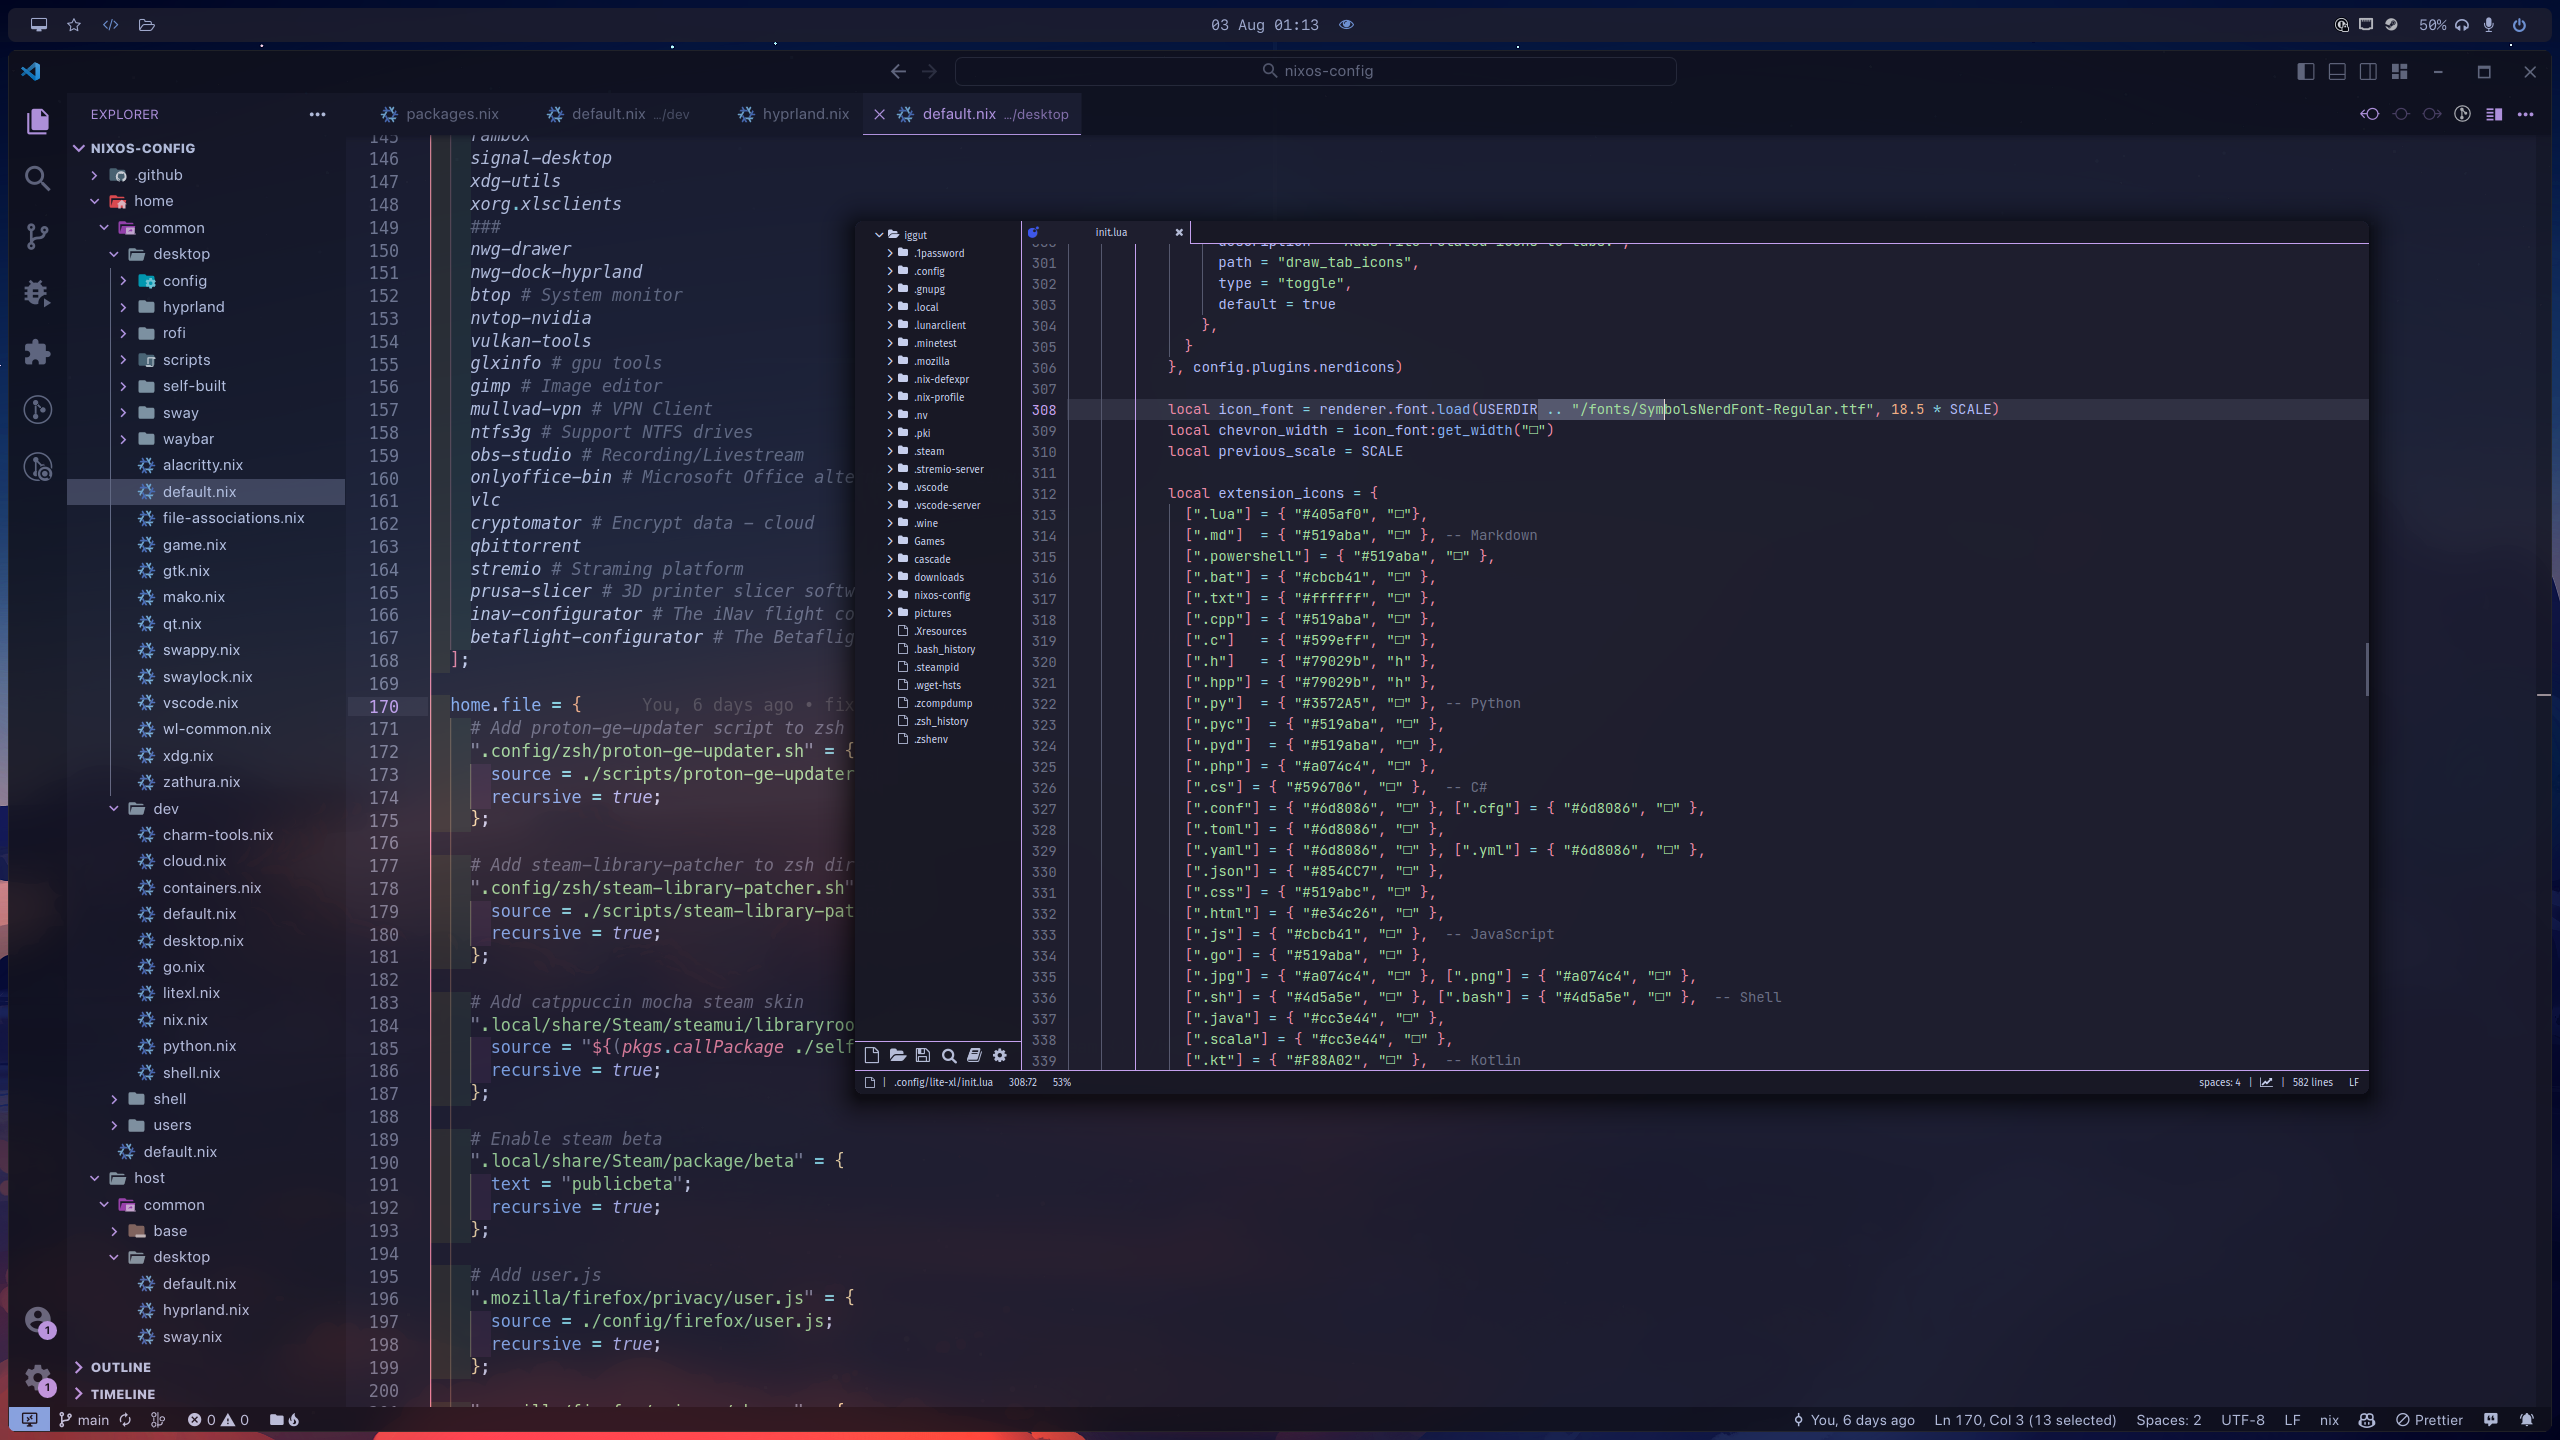 03 Aug 01:13
50%
nixos-config
EXPLORER
NIXOS-CONFIG
.github
home
common
desktop
config
hyprland
rofi
scripts
self-built
sway
waybar
alacritty.nix
default.nix
file-associations.nix
game.nix
gtk.nix
mako.nix
qt.nix
swappy.nix
swaylock.nix
vscode.nix
wl-common.nix
xdg.nix
zathura.nix
dev
charm-tools.nix
cloud.nix
containers.nix
default.nix
desktop.nix
go.nix
litexl.nix
nix.nix
python.nix
shell.nix
shell
users
default.nix
host
common
base
desktop
default.nix
hyprland.nix
sway.nix
OUTLINE
TIMELINE
1
1
packages.nix
default.nix .../dev
hyprland.nix
default.nix .../desktop
145 rambox
146 signal-desktop
147 xdg-utils
148 xorg.xlsclients
149 ###
150 nwg-drawer
151 nwg-dock-hyprland
152 btop # System monitor
153 nvtop-nvidia
154 vulkan-tools
155 glxinfo # gpu tools
156 gimp # Image editor
157 mullvad-vpn # VPN Client
158 ntfs3g # Support NTFS drives
159 obs-studio # Recording/Livestream
160 onlyoffice-bin # Microsoft Office alte
161 vlc
162 cryptomator # Encrypt data - cloud
163 qbittorrent
164 stremio # Straming platform
165 prusa-slicer # 3D printer slicer softw
166 inav-configurator # The iNav flight co
167 betaflight-configurator # The Betaflig
168 ];
169
170 home.file = { You, 6 days ago • fix
171 # Add proton-ge-updater script to zsh
172 ".config/zsh/proton-ge-updater.sh" = {
173 source = ./scripts/proton-ge-updater
174 recursive = true;
175 };
176
177 # Add steam-library-patcher to zsh dir
178 ".config/zsh/steam-library-patcher.sh"
179 source = ./scripts/steam-library-pat
180 recursive = true;
181 };
182
183 # Add catppuccin mocha steam skin
184 ".local/share/Steam/steamui/libraryroo
185 source = "${(pkgs.callPackage ./self
186 recursive = true;
187 };
188
189 # Enable steam beta
190 ".local/share/Steam/package/beta" = {
191 text = "publicbeta";
192 recursive = true;
193 };
194
195 # Add user.js
196 ".mozilla/firefox/privacy/user.js" = {
197 source = ./config/firefox/user.js;
198 recursive = true;
199 };
200
iggut
.1password
.config
.gnupg
.local
.lunarclient
.minetest
.mozilla
.nix-defexpr
.nix-profile
.nv
.pki
.steam
.stremio-server
.vscode
.vscode-server
.wine
Games
cascade
downloads
nixos-config
pictures
.Xresources
.bash_history
.steampid
.wget-hsts
.zcompdump
.zsh_history
.zshenv
init.lua
301 path = "draw_tab_icons",
302 type = "toggle",
303 default = true
304 },
305 }
306 }, config.plugins.nerdicons)
307
308 local icon_font = renderer.font.load(USERDIR .. "/fonts/SymbolsNerdFont-Regular.ttf", 18.5 * SCALE)
309 local chevron_width = icon_font:get_width("□")
310 local previous_scale = SCALE
311
312 local extension_icons = {
313 [".lua"] = { "#405af0", "□"},
314 [".md"] = { "#519aba", "□" }, -- Markdown
315 [".powershell"] = { "#519aba", "□" },
316 [".bat"] = { "#cbcb41", "□" },
317 [".txt"] = { "#ffffff", "□" },
318 [".cpp"] = { "#519aba", "□" },
319 [".c"] = { "#599eff", "□" },
320 [".h"] = { "#79029b", "h" },
321 [".hpp"] = { "#79029b", "h" },
322 [".py"] = { "#3572A5", "□" }, -- Python
323 [".pyc"] = { "#519aba", "□" },
324 [".pyd"] = { "#519aba", "□" },
325 [".php"] = { "#a074c4", "□" },
326 [".cs"] = { "#596706", "□" }, -- C#
327 [".conf"] = { "#6d8086", "□" }, [".cfg"] = { "#6d8086", "□" },
328 [".toml"] = { "#6d8086", "□" },
329 [".yaml"] = { "#6d8086", "□" }, [".yml"] = { "#6d8086", "□" },
330 [".json"] = { "#854CC7", "□" },
331 [".css"] = { "#519abc", "□" },
332 [".html"] = { "#e34c26", "□" },
333 [".js"] = { "#cbcb41", "□" }, -- JavaScript
334 [".go"] = { "#519aba", "□" },
335 [".jpg"] = { "#a074c4", "□" }, [".png"] = { "#a074c4", "□" },
336 [".sh"] = { "#4d5a5e", "□" }, [".bash"] = { "#4d5a5e", "□" }, -- Shell
337 [".java"] = { "#cc3e44", "□" },
338 [".scala"] = { "#cc3e44", "□" },
339 [".kt"] = { "#F88A02", "□" }, -- Kotlin
.config/lite-xl/init.lua 308:72 53%
spaces: 4 | | 582 lines LF
main 0 0
You, 6 days ago Ln 170, Col 3 (13 selected) Spaces: 2 UTF-8 LF nix Prettier